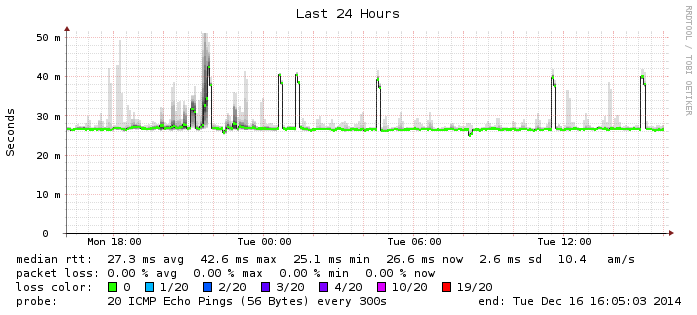 Last 24 Hours
RRDTOOL / TOBI OETIKER
Seconds
50 m
40 m
30 m
20 m
10 m
0
Mon 18:00 Tue 00:00 Tue 06:00 Tue 12:00
median rtt: 27.3 ms avg 42.6 ms max 25.1 ms min 26.6 ms now 2.6 ms sd 10.4 am/s
packet loss: 0.00 % avg 0.00 % max 0.00 % min 0.00 % now
loss color: 0 1/20 2/20 3/20 4/20 10/20 19/20
probe: 20 ICMP Echo Pings (56 Bytes) every 300s end: Tue Dec 16 16:05:03 2014